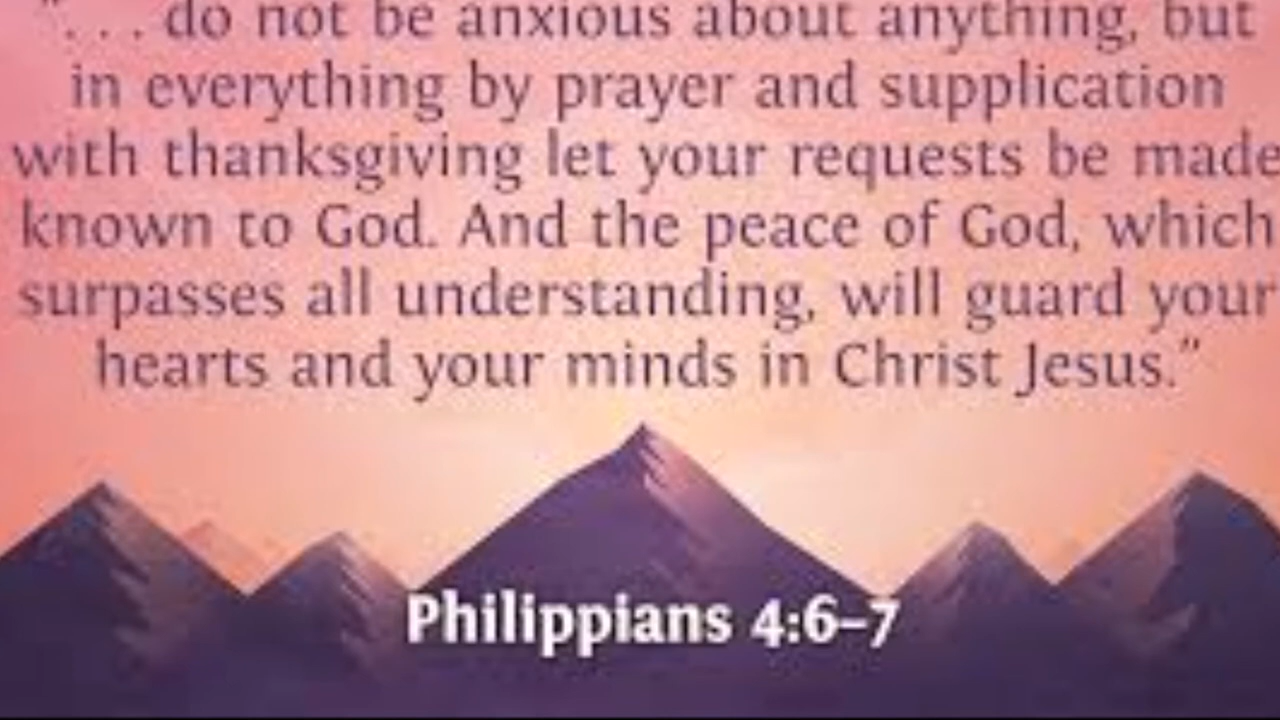 ". . . do not be anxious about anything, but
in everything by prayer and supplication
with thanksgiving let your requests be made
known to God. And the peace of God, which
surpasses all understanding, will guard your
hearts and your minds in Christ Jesus."
Philippians 4:6–7